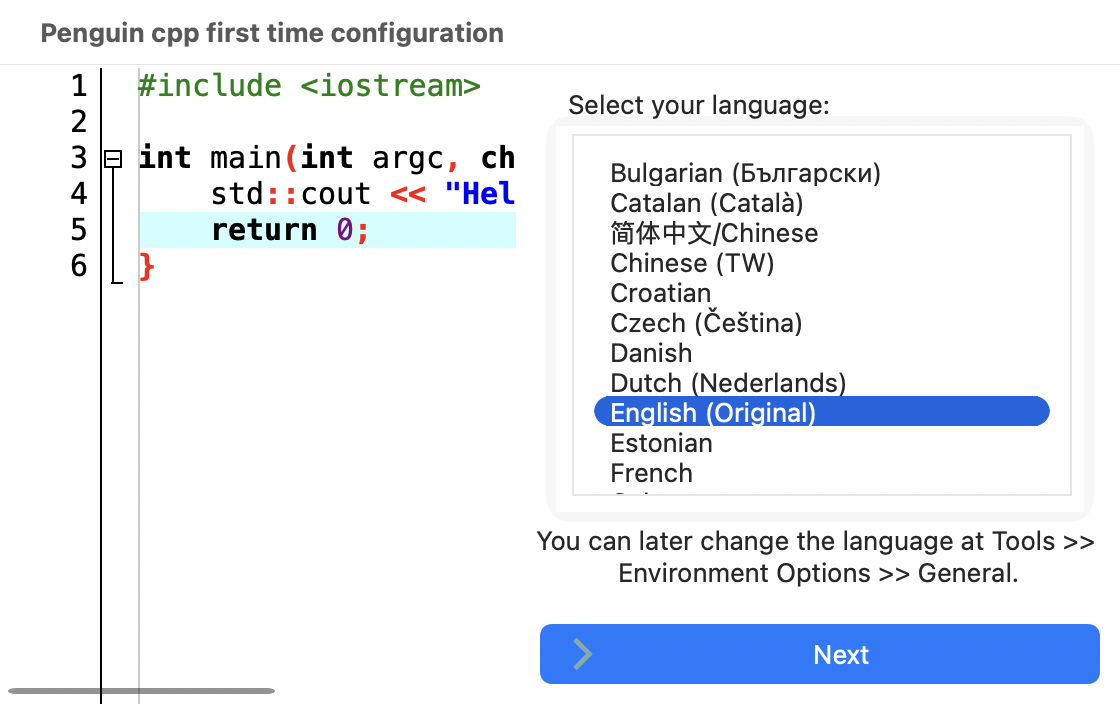 Penguin cpp first time configuration
1 #include <iostream>
2
3 int main(int argc, ch
4 std::cout << "Hel
5 return 0;
6 }
Select your language:
Bulgarian (Български)
Catalan (Català)
简体中文/Chinese
Chinese (TW)
Croatian
Czech (Čeština)
Danish
Dutch (Nederlands)
English (Original)
Estonian
French
You can later change the language at Tools >>
Environment Options >> General.
Next